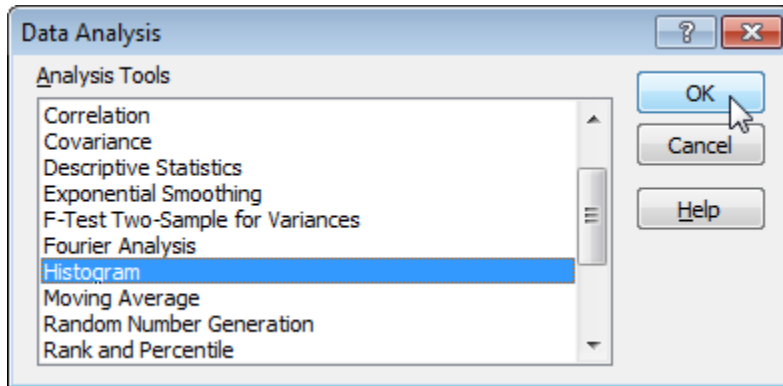 Data Analysis
?
Analysis Tools
Correlation
Covariance
Descriptive Statistics
Exponential Smoothing
F-Test Two-Sample for Variances
Fourier Analysis
Histogram
Moving Average
Random Number Generation
Rank and Percentile
OK
Cancel
Help